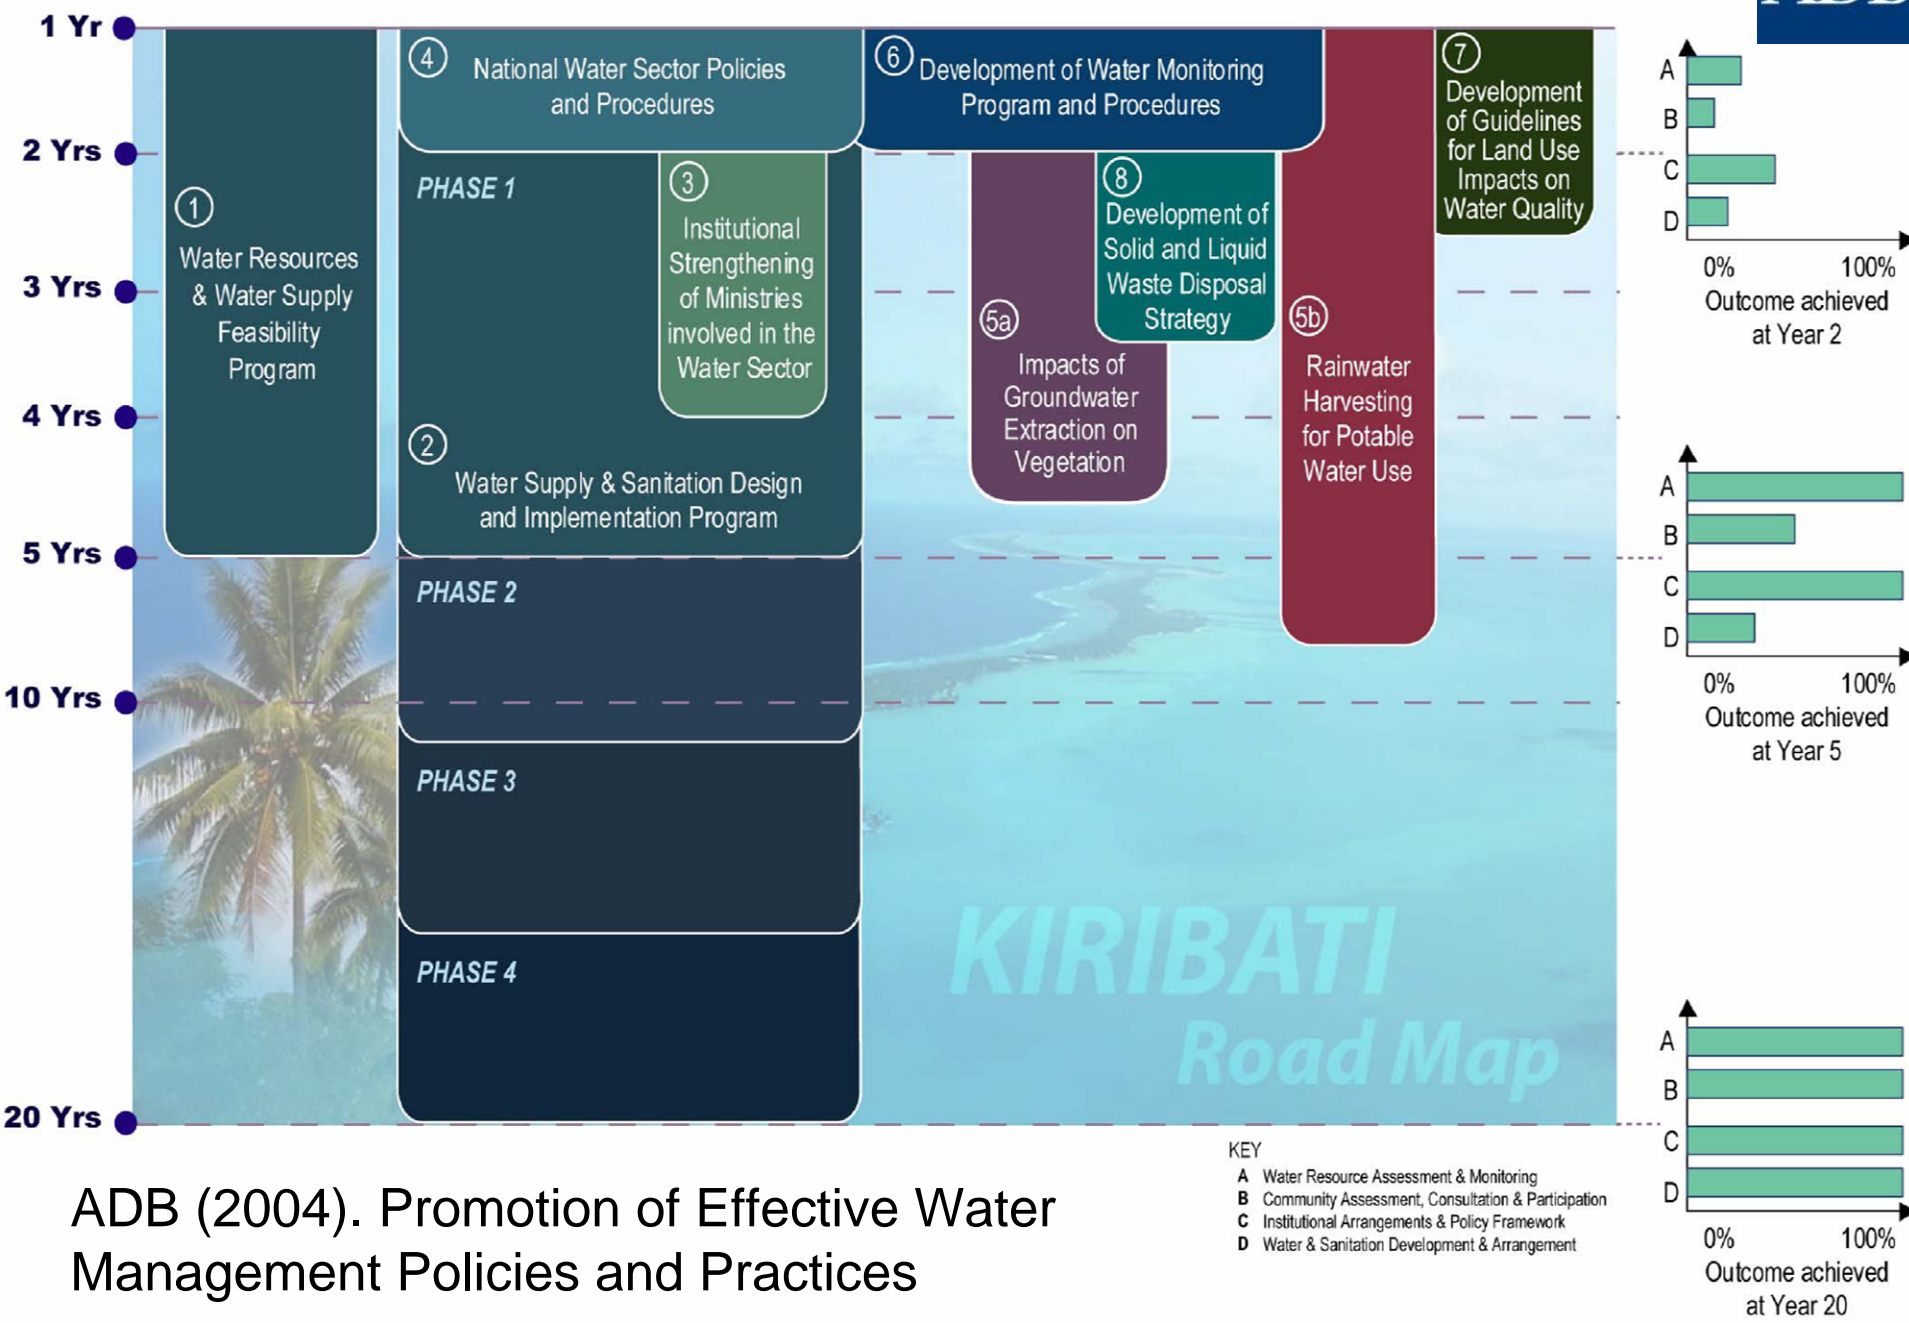 ADB
1 Yr
2 Yrs
3 Yrs
4 Yrs
5 Yrs
10 Yrs
20 Yrs
1
Water Resources
& Water Supply
Feasibility
Program
4
National Water Sector Policies
and Procedures
PHASE 1
3
Institutional
Strengthening
of Ministries
involved in the
Water Sector
2
Water Supply & Sanitation Design
and Implementation Program
PHASE 2
PHASE 3
PHASE 4
6
Development of Water Monitoring
Program and Procedures
5a
Impacts of
Groundwater
Extraction on
Vegetation
8
Development of
Solid and Liquid
Waste Disposal
Strategy
5b
Rainwater
Harvesting
for Potable
Water Use
7
Development
of Guidelines
for Land Use
Impacts on
Water Quality
KIRIBATI
Road Map
A
B
C
D
0% 100%
Outcome achieved
at Year 2
A
B
C
D
0% 100%
Outcome achieved
at Year 5
A
B
C
D
0% 100%
Outcome achieved
at Year 20
KEY
A Water Resource Assessment & Monitoring
B Community Assessment, Consultation & Participation
C Institutional Arrangements & Policy Framework
D Water & Sanitation Development & Arrangement
ADB (2004). Promotion of Effective Water
Management Policies and Practices